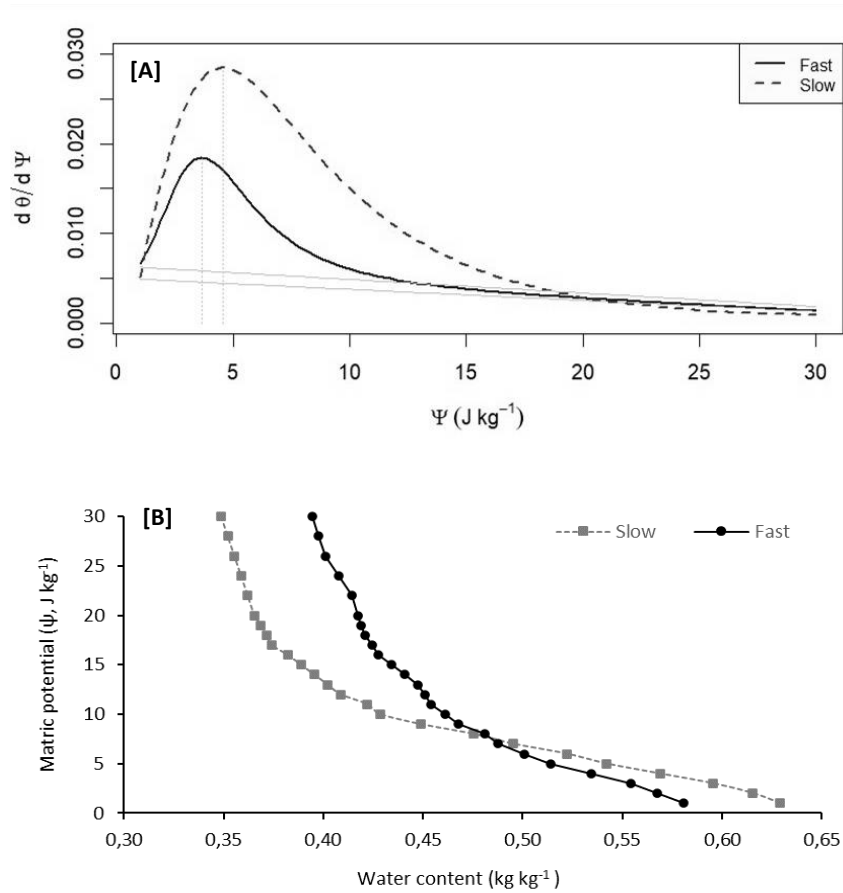 [A]
Fast
Slow
0.030
0.020
0.010
0.000
d θ/ d Ψ
0 5 10 15 20 25 30
Ψ (J kg⁻¹)
[B]
Slow Fast
30
25
20
15
10
5
0
Matric potential (ψ, J kg⁻¹)
0,30 0,35 0,40 0,45 0,50 0,55 0,60 0,65
Water content (kg kg⁻¹ )